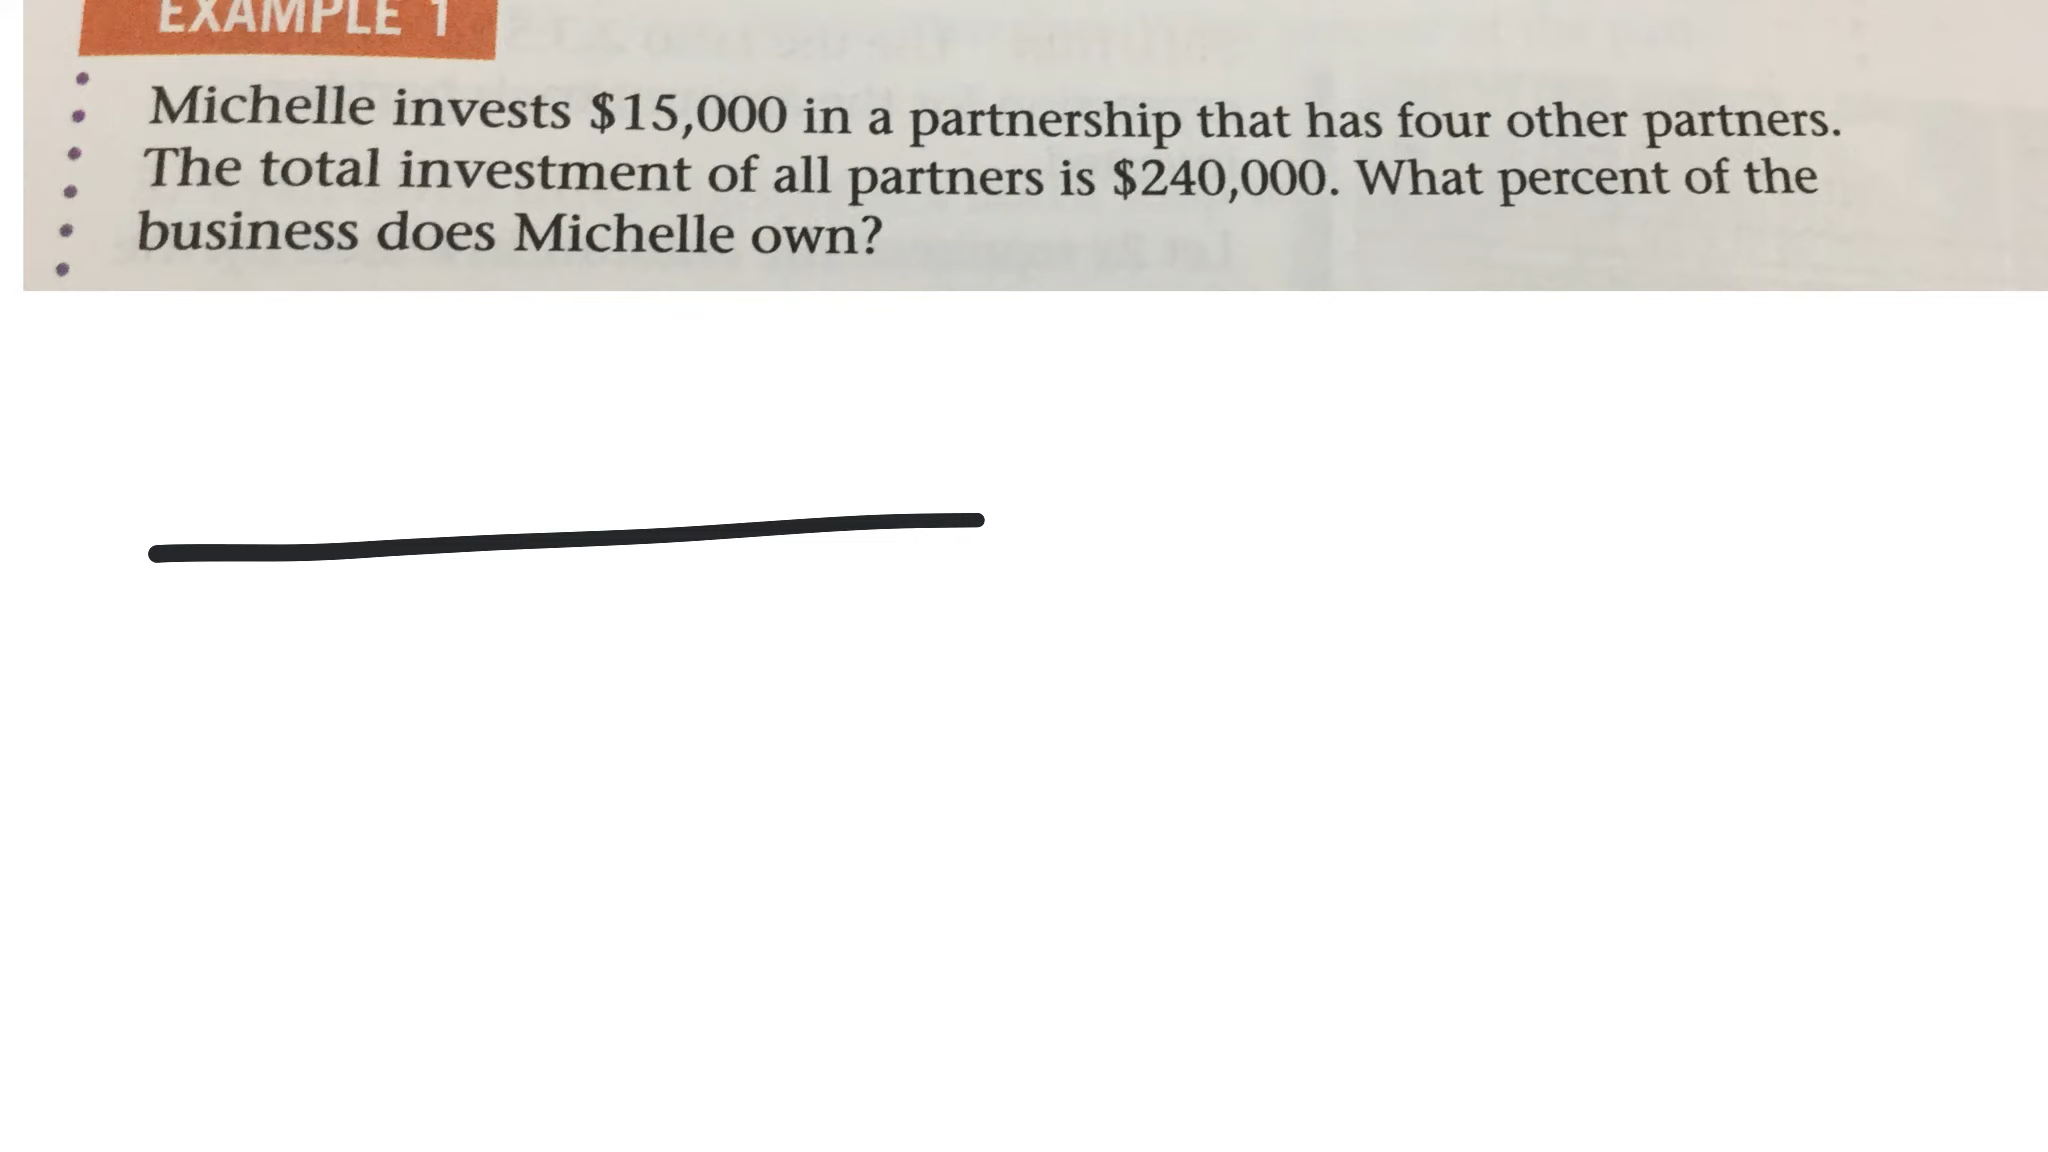 EXAMPLE 1
Michelle invests $15,000 in a partnership that has four other partners.
The total investment of all partners is $240,000. What percent of the
business does Michelle own?